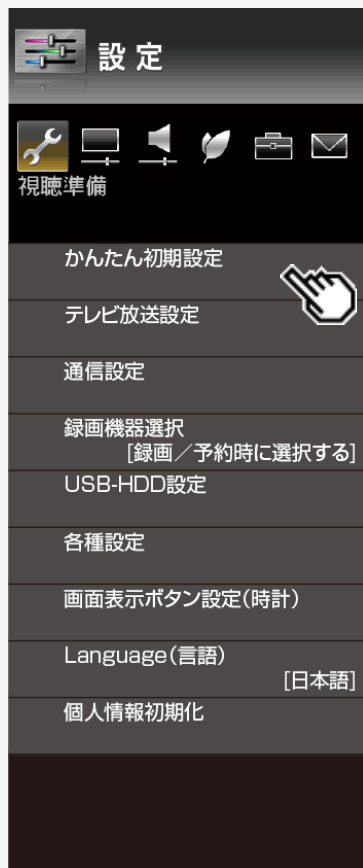 設定
視聴準備
かんたん初期設定
テレビ放送設定
通信設定
録画機器選択
[録画／予約時に選択する]
USB-HDD設定
各種設定
画面表示ボタン設定(時計)
Language(言語)
[日本語]
個人情報初期化